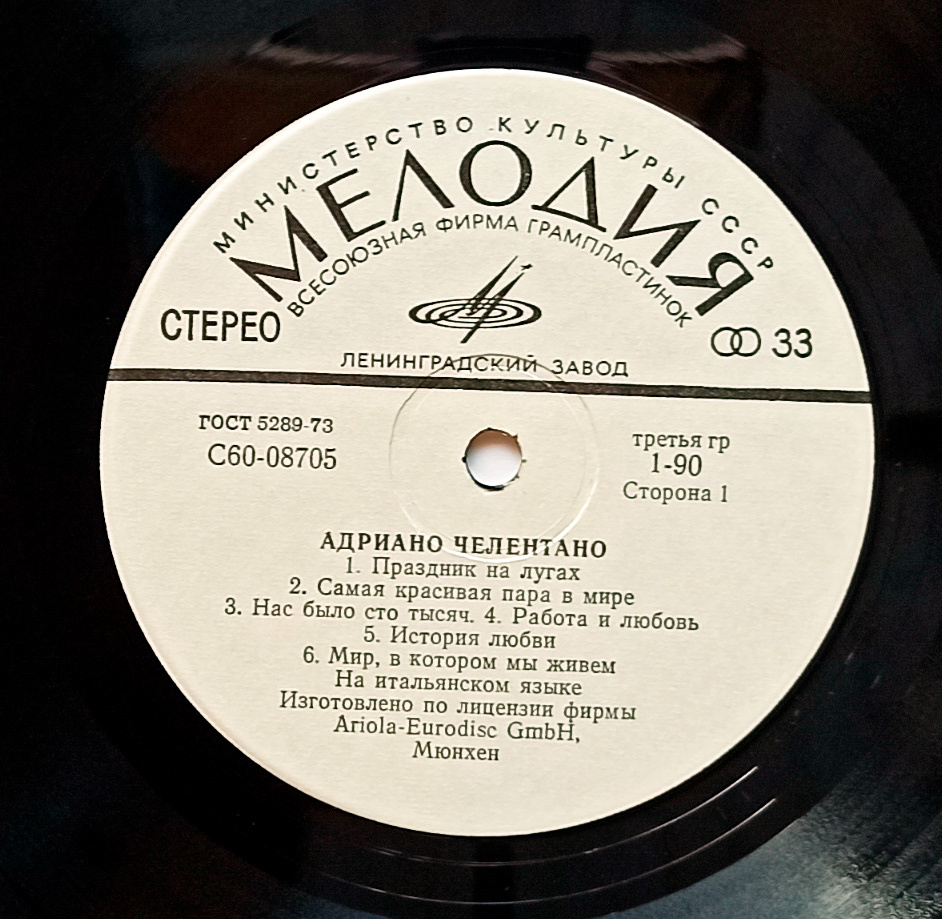 МИНИСТЕРСТВО КУЛЬТУРЫ СССР
МЕЛОДИЯ
ВСЕСОЮЗНАЯ ФИРМА ГРАМПЛАСТИНОК
СТЕРЕО
33
ЛЕНИНГРАДСКИЙ ЗАВОД
ГОСТ 5289-73
С60-08705
третья гр
1-90
Сторона 1
АДРИАНО ЧЕЛЕНТАНО
1. Праздник на лугах
2. Самая красивая пара в мире
3. Нас было сто тысяч. 4. Работа и любовь
5. История любви
6. Мир, в котором мы живем
На итальянском языке
Изготовлено по лицензии фирмы
Ariola-Eurodisc GmbH,
Мюнхен